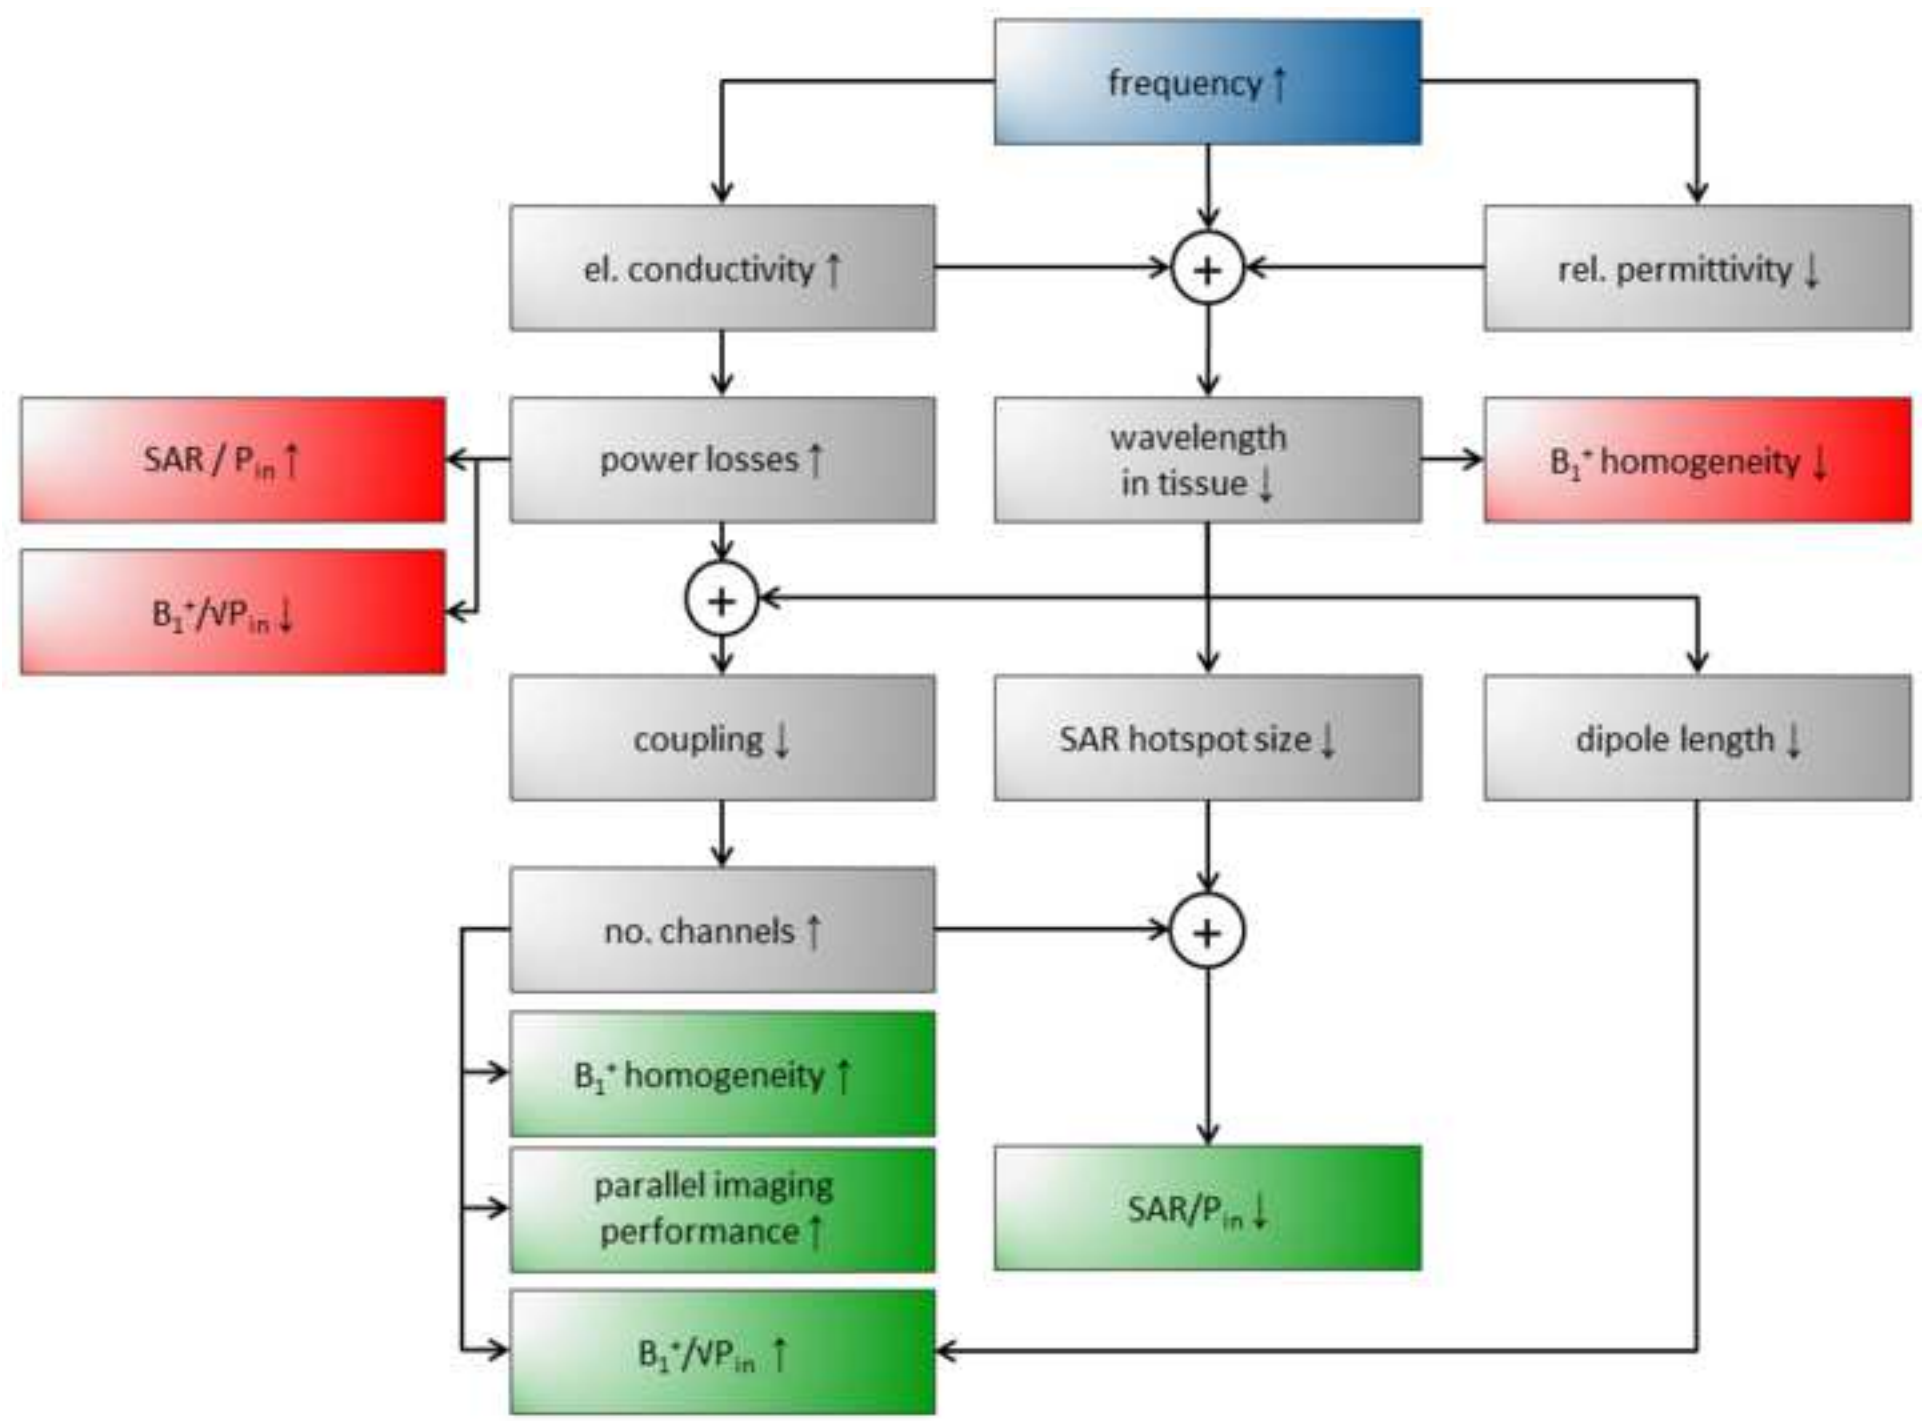 frequency ↑
el. conductivity ↑
+
rel. permittivity ↓
SAR / Pin ↑
power losses ↑
wavelength
in tissue ↓
B1+ homogeneity ↓
B1+/√Pin ↓
+
coupling ↓
SAR hotspot size ↓
dipole length ↓
no. channels ↑
+
B1+ homogeneity ↑
parallel imaging
performance ↑
SAR/Pin ↓
B1+/√Pin ↑